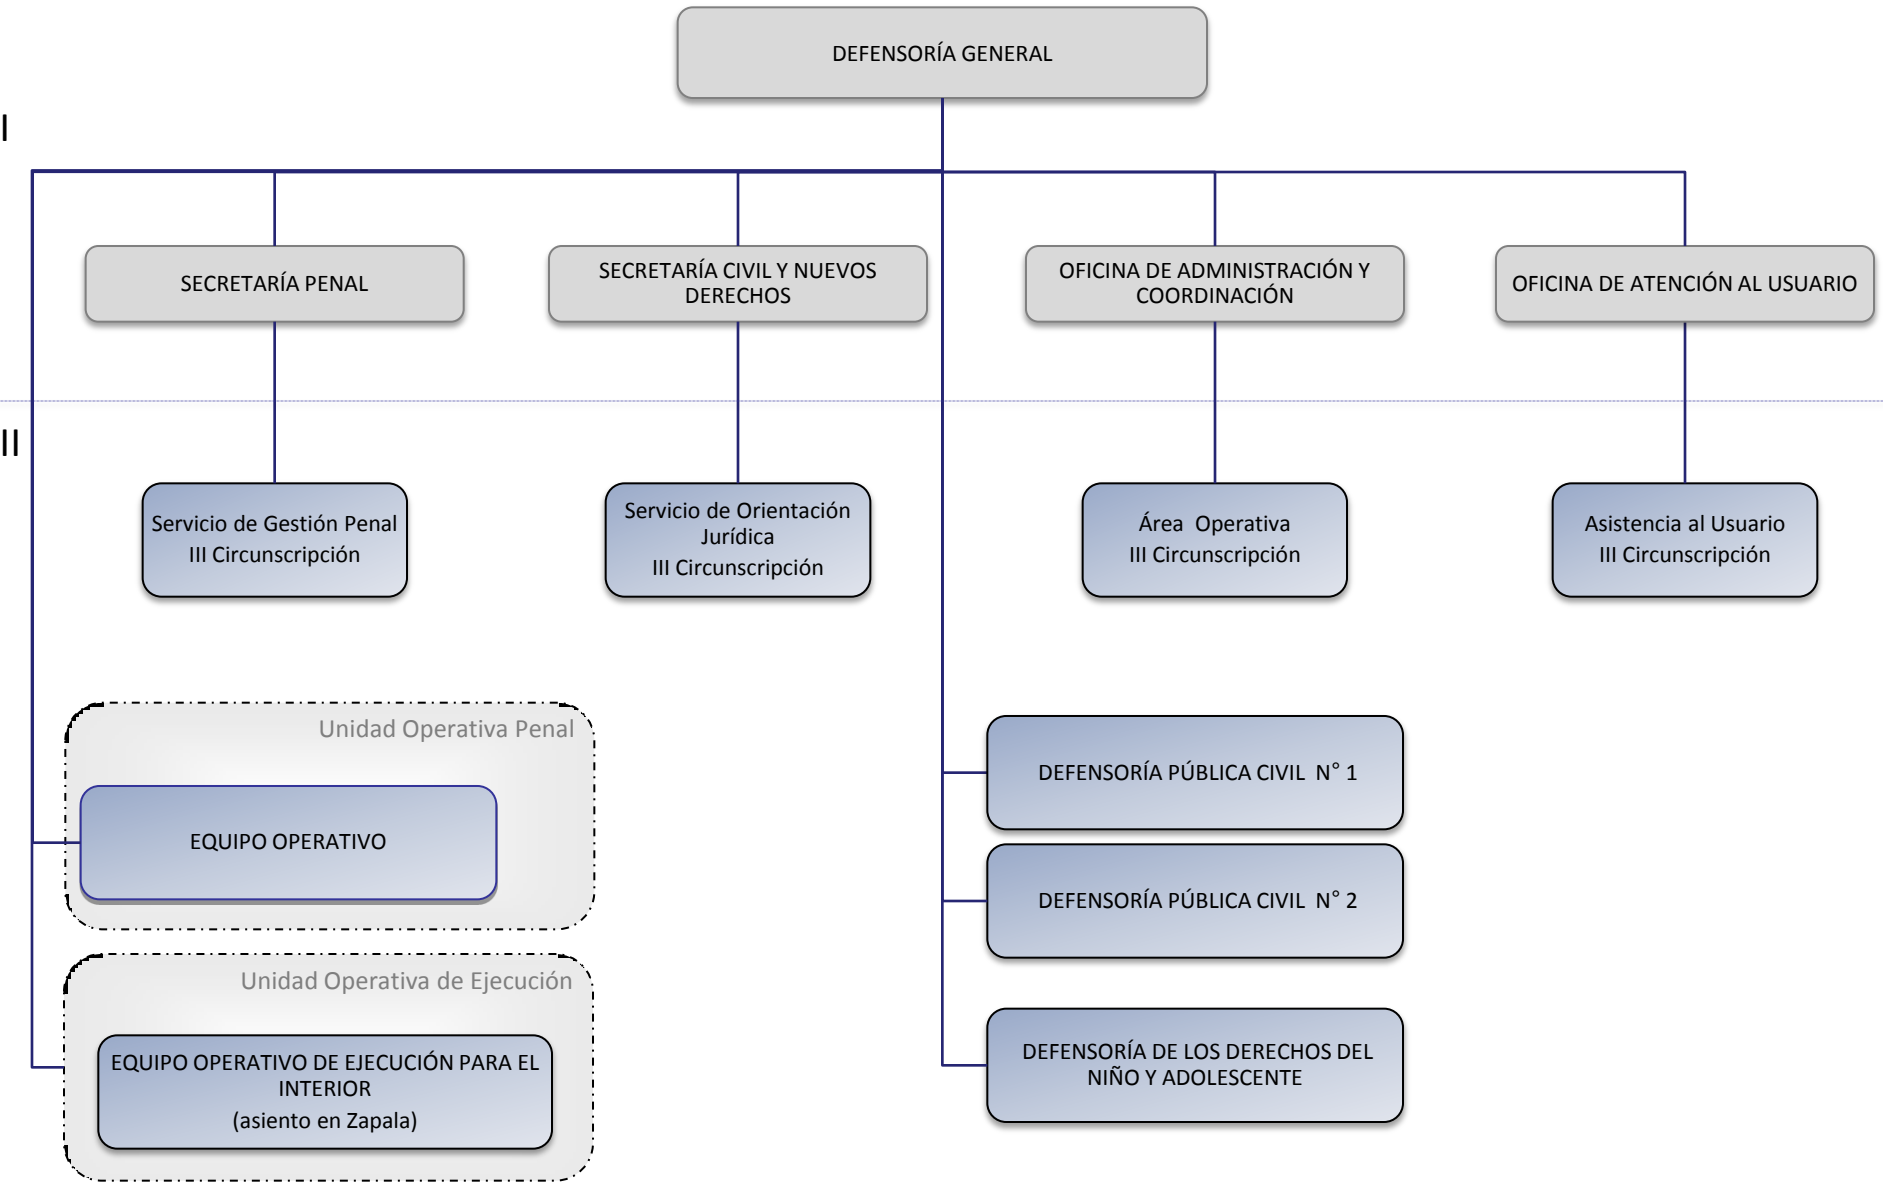 DEFENSORÍA GENERAL
I
SECRETARÍA PENAL
SECRETARÍA CIVIL Y NUEVOS
DERECHOS
OFICINA DE ADMINISTRACIÓN Y
COORDINACIÓN
OFICINA DE ATENCIÓN AL USUARIO
II
Servicio de Gestión Penal
III Circunscripción
Servicio de Orientación
Jurídica
III Circunscripción
Área  Operativa
III Circunscripción
Asistencia al Usuario
III Circunscripción
Unidad Operativa Penal
EQUIPO OPERATIVO
Unidad Operativa de Ejecución
EQUIPO OPERATIVO DE EJECUCIÓN PARA EL
INTERIOR
(asiento en Zapala)
DEFENSORÍA PÚBLICA CIVIL  N° 1
DEFENSORÍA PÚBLICA CIVIL  N° 2
DEFENSORÍA DE LOS DERECHOS DEL
NIÑO Y ADOLESCENTE